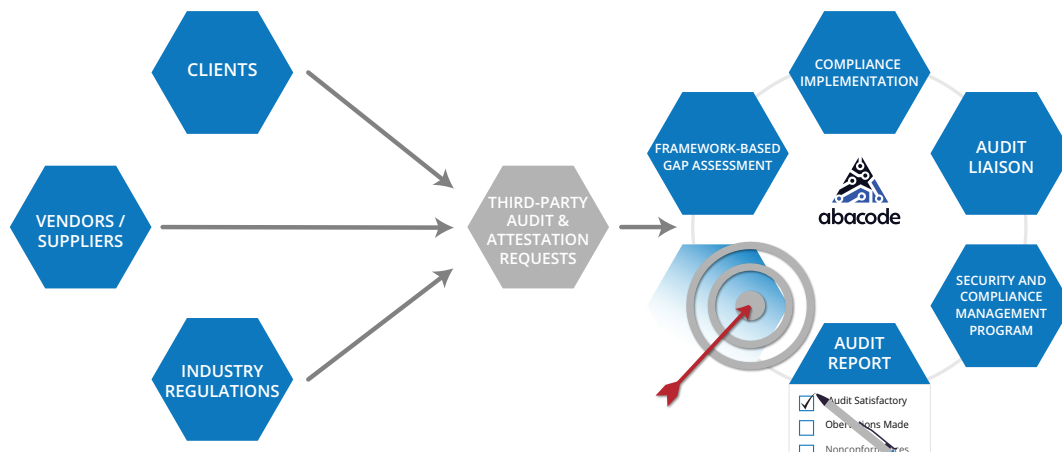 CLIENTS
VENDORS /
SUPPLIERS
INDUSTRY
REGULATIONS
THIRD-PARTY
AUDIT &
ATTESTATION
REQUESTS
FRAMEWORK-BASED
GAP ASSESSMENT
COMPLIANCE
IMPLEMENTATION
AUDIT
LIAISON
abacode
SECURITY AND
COMPLIANCE
MANAGEMENT
PROGRAM
AUDIT
REPORT
Audit Satisfactory
Made